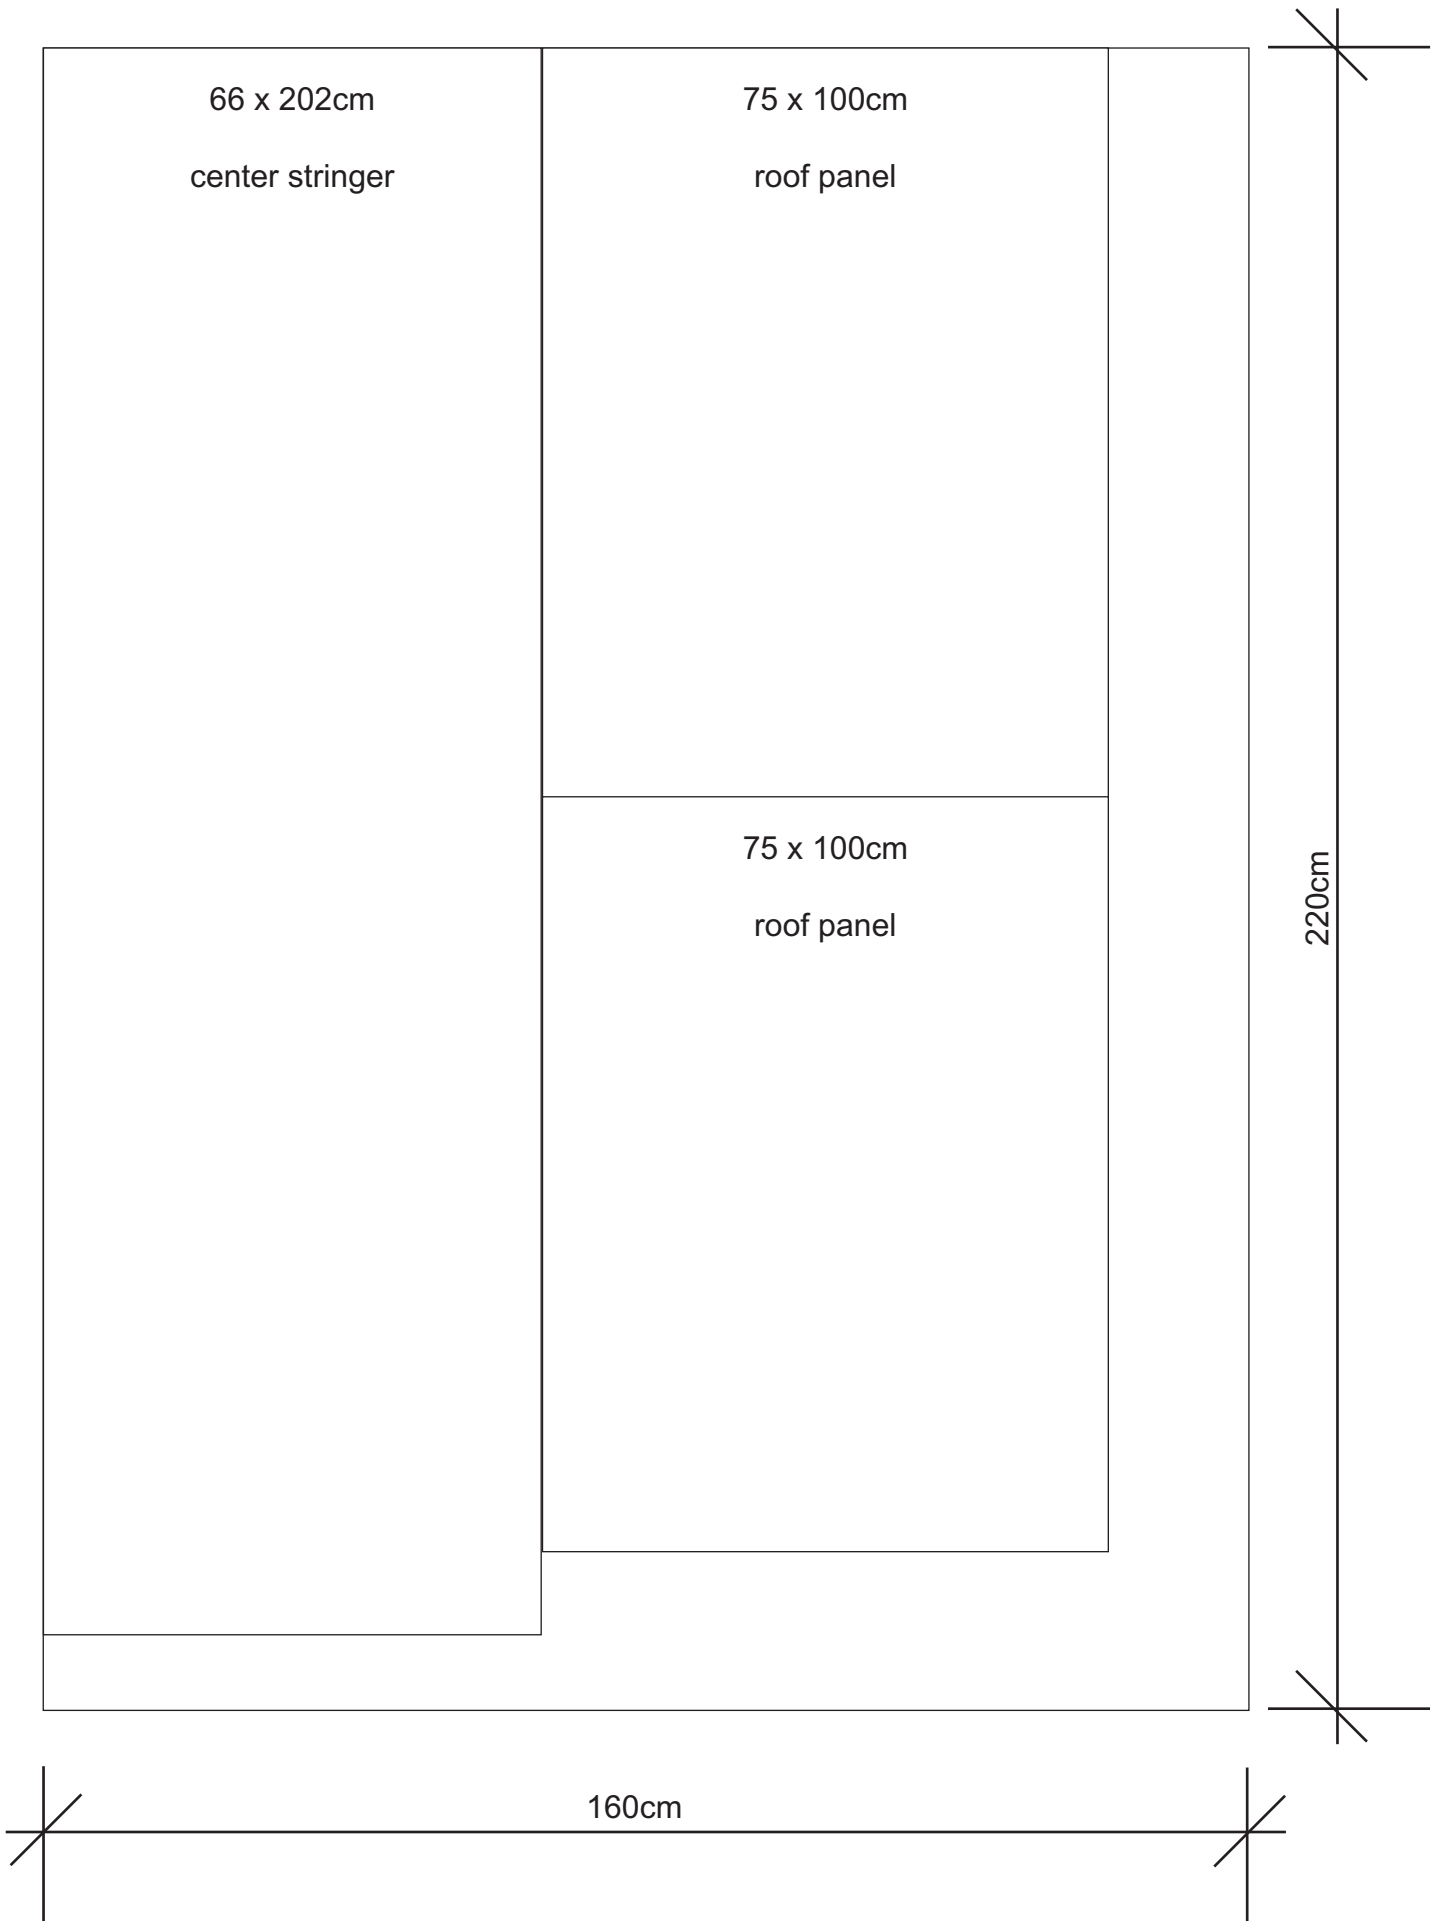 66 x 202cm
center stringer
75 x 100cm
roof panel
75 x 100cm
roof panel
220cm
160cm